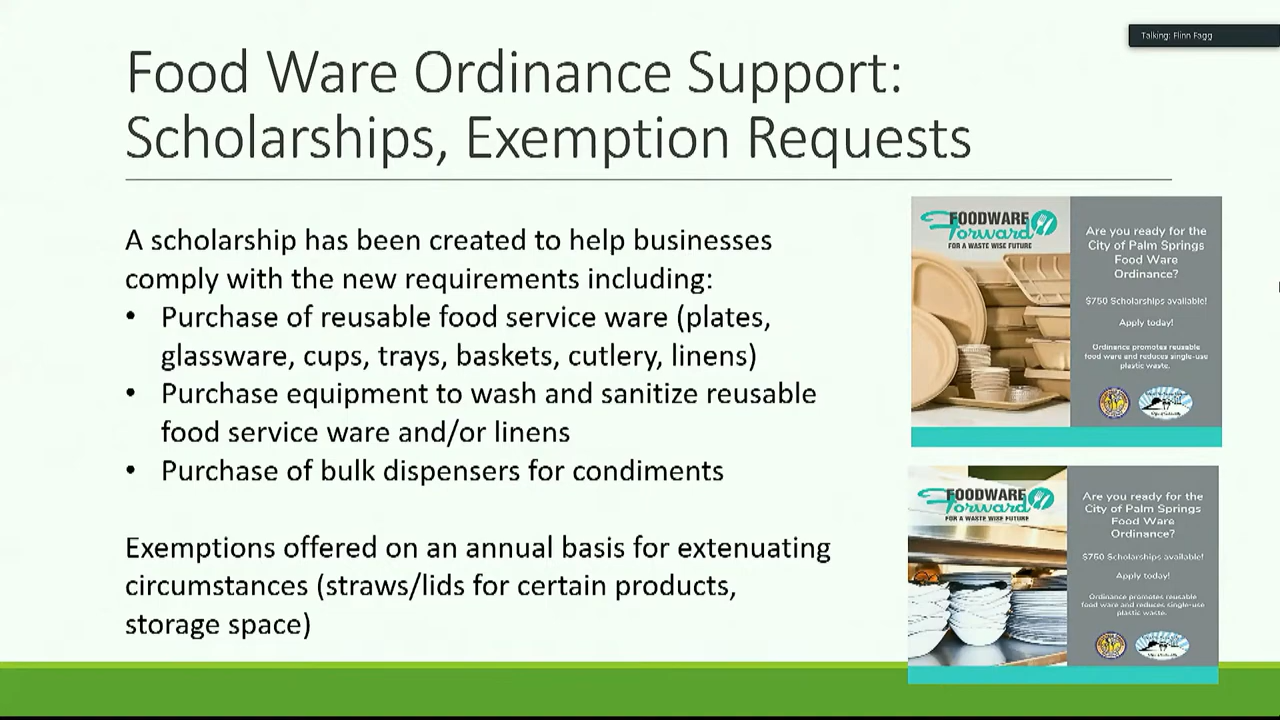 Talking: Flinn Fagg
Food Ware Ordinance Support:
Scholarships, Exemption Requests
A scholarship has been created to help businesses
comply with the new requirements including:
• Purchase of reusable food service ware (plates,
glassware, cups, trays, baskets, cutlery, linens)
• Purchase equipment to wash and sanitize reusable
food service ware and/or linens
• Purchase of bulk dispensers for condiments
Exemptions offered on an annual basis for extenuating
circumstances (straws/lids for certain products,
storage space)
FOODWARE
Forward
FOR A WASTE WISE FUTURE
Are you ready for the
City of Palm Springs
Food Ware
Ordinance?
$750 Scholarships available!
Apply today!
Ordinance promotes reusable
food ware and reduces single-use
plastic waste.
FOODWARE
Forward
FOR A WASTE WISE FUTURE
Are you ready for the
City of Palm Springs
Food Ware
Ordinance?
$750 Scholarships available!
Apply today!
Ordinance promotes reusable
food ware and reduces single-use
plastic waste.